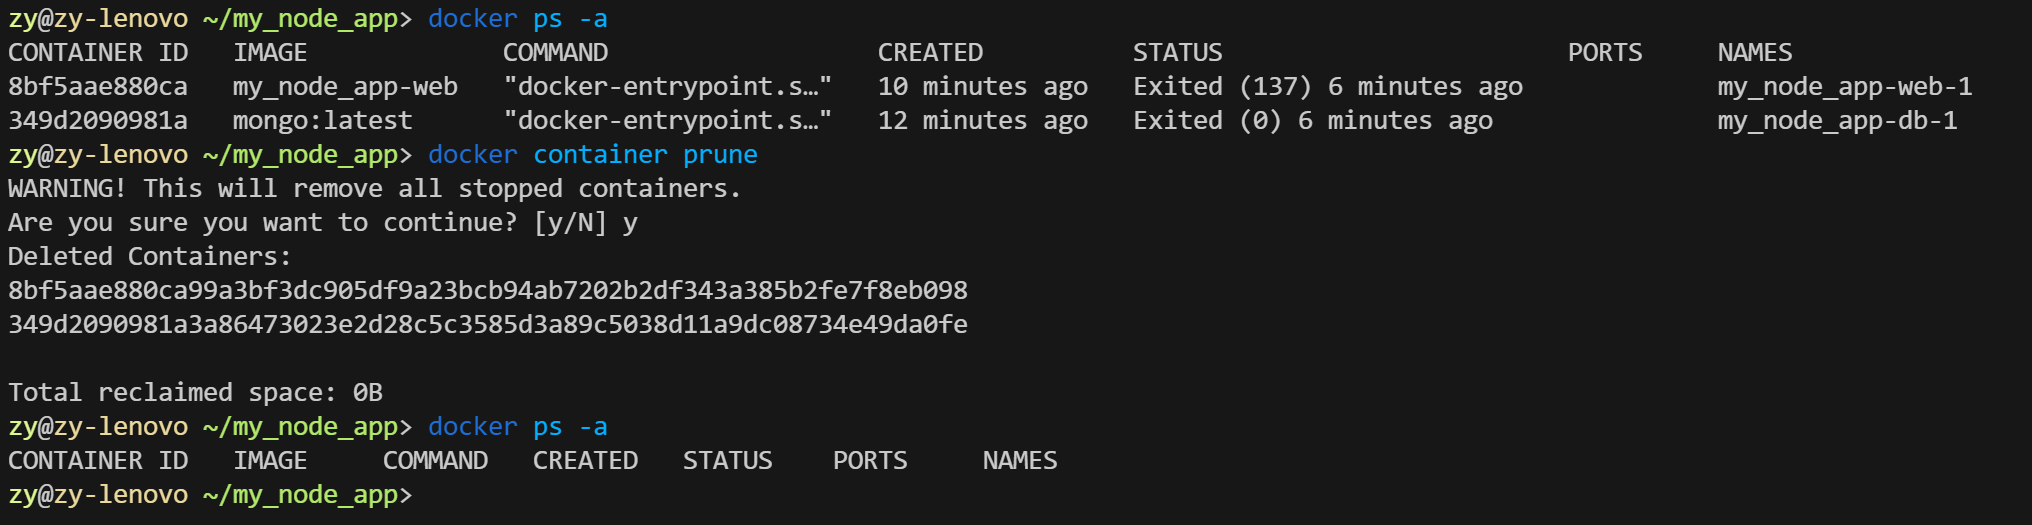 zy@zy-lenovo ~/my_node_app> docker ps -a
CONTAINER ID   IMAGE             COMMAND                  CREATED          STATUS                       PORTS     NAMES
8bf5aae880ca   my_node_app-web   "docker-entrypoint.s…"   10 minutes ago   Exited (137) 6 minutes ago             my_node_app-web-1
349d2090981a   mongo:latest      "docker-entrypoint.s…"   12 minutes ago   Exited (0) 6 minutes ago               my_node_app-db-1
zy@zy-lenovo ~/my_node_app> docker container prune
WARNING! This will remove all stopped containers.
Are you sure you want to continue? [y/N] y
Deleted Containers:
8bf5aae880ca99a3bf3dc905df9a23bcb94ab7202b2df343a385b2fe7f8eb098
349d2090981a3a86473023e2d28c5c3585d3a89c5038d11a9dc08734e49da0fe

Total reclaimed space: 0B
zy@zy-lenovo ~/my_node_app> docker ps -a
CONTAINER ID   IMAGE     COMMAND   CREATED   STATUS    PORTS     NAMES
zy@zy-lenovo ~/my_node_app>